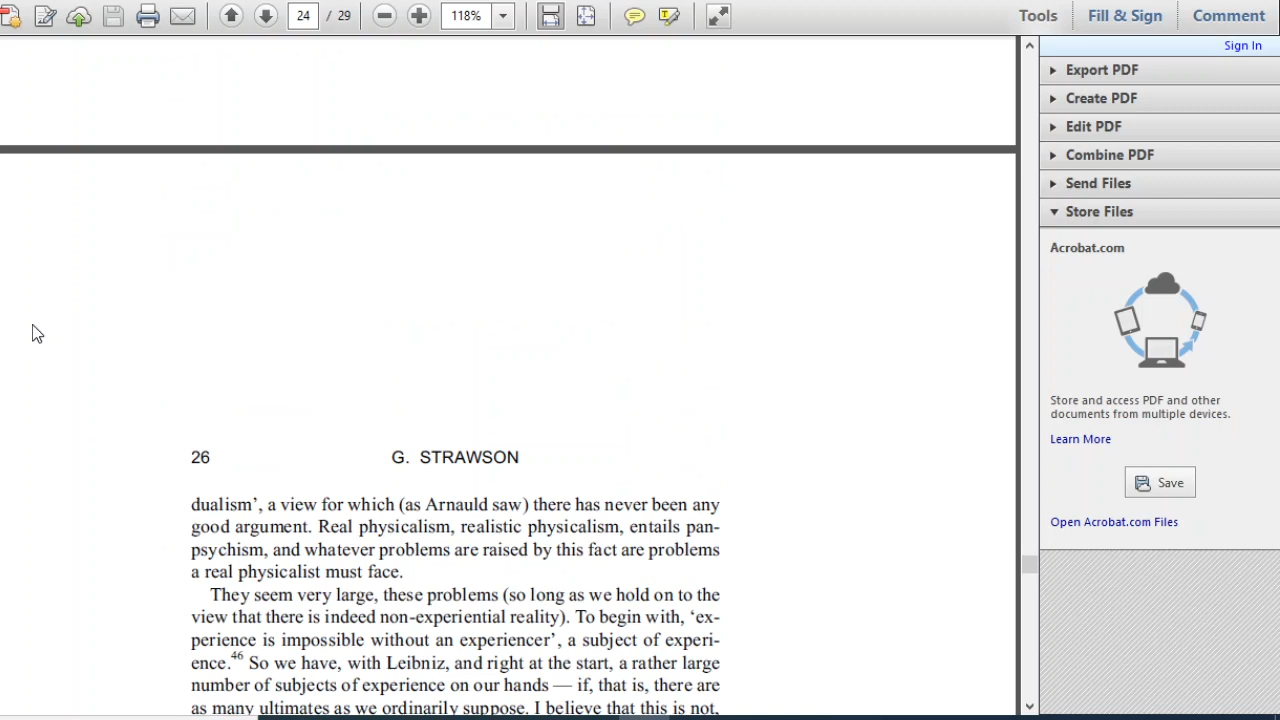 24 / 29
118%
Tools
Fill & Sign
Comment
Sign In
Export PDF
Create PDF
Edit PDF
Combine PDF
Send Files
Store Files
Acrobat.com
Store and access PDF and other
documents from multiple devices.
Learn More
Save
Open Acrobat.com Files
26 G. STRAWSON
dualism’, a view for which (as Arnauld saw) there has never been any
good argument. Real physicalism, realistic physicalism, entails pan-
psychism, and whatever problems are raised by this fact are problems
a real physicalist must face.
They seem very large, these problems (so long as we hold on to the
view that there is indeed non-experiential reality). To begin with, ‘ex-
perience is impossible without an experiencer’, a subject of experi-
ence.46 So we have, with Leibniz, and right at the start, a rather large
number of subjects of experience on our hands — if, that is, there are
as many ultimates as we ordinarily suppose. I believe that this is not,